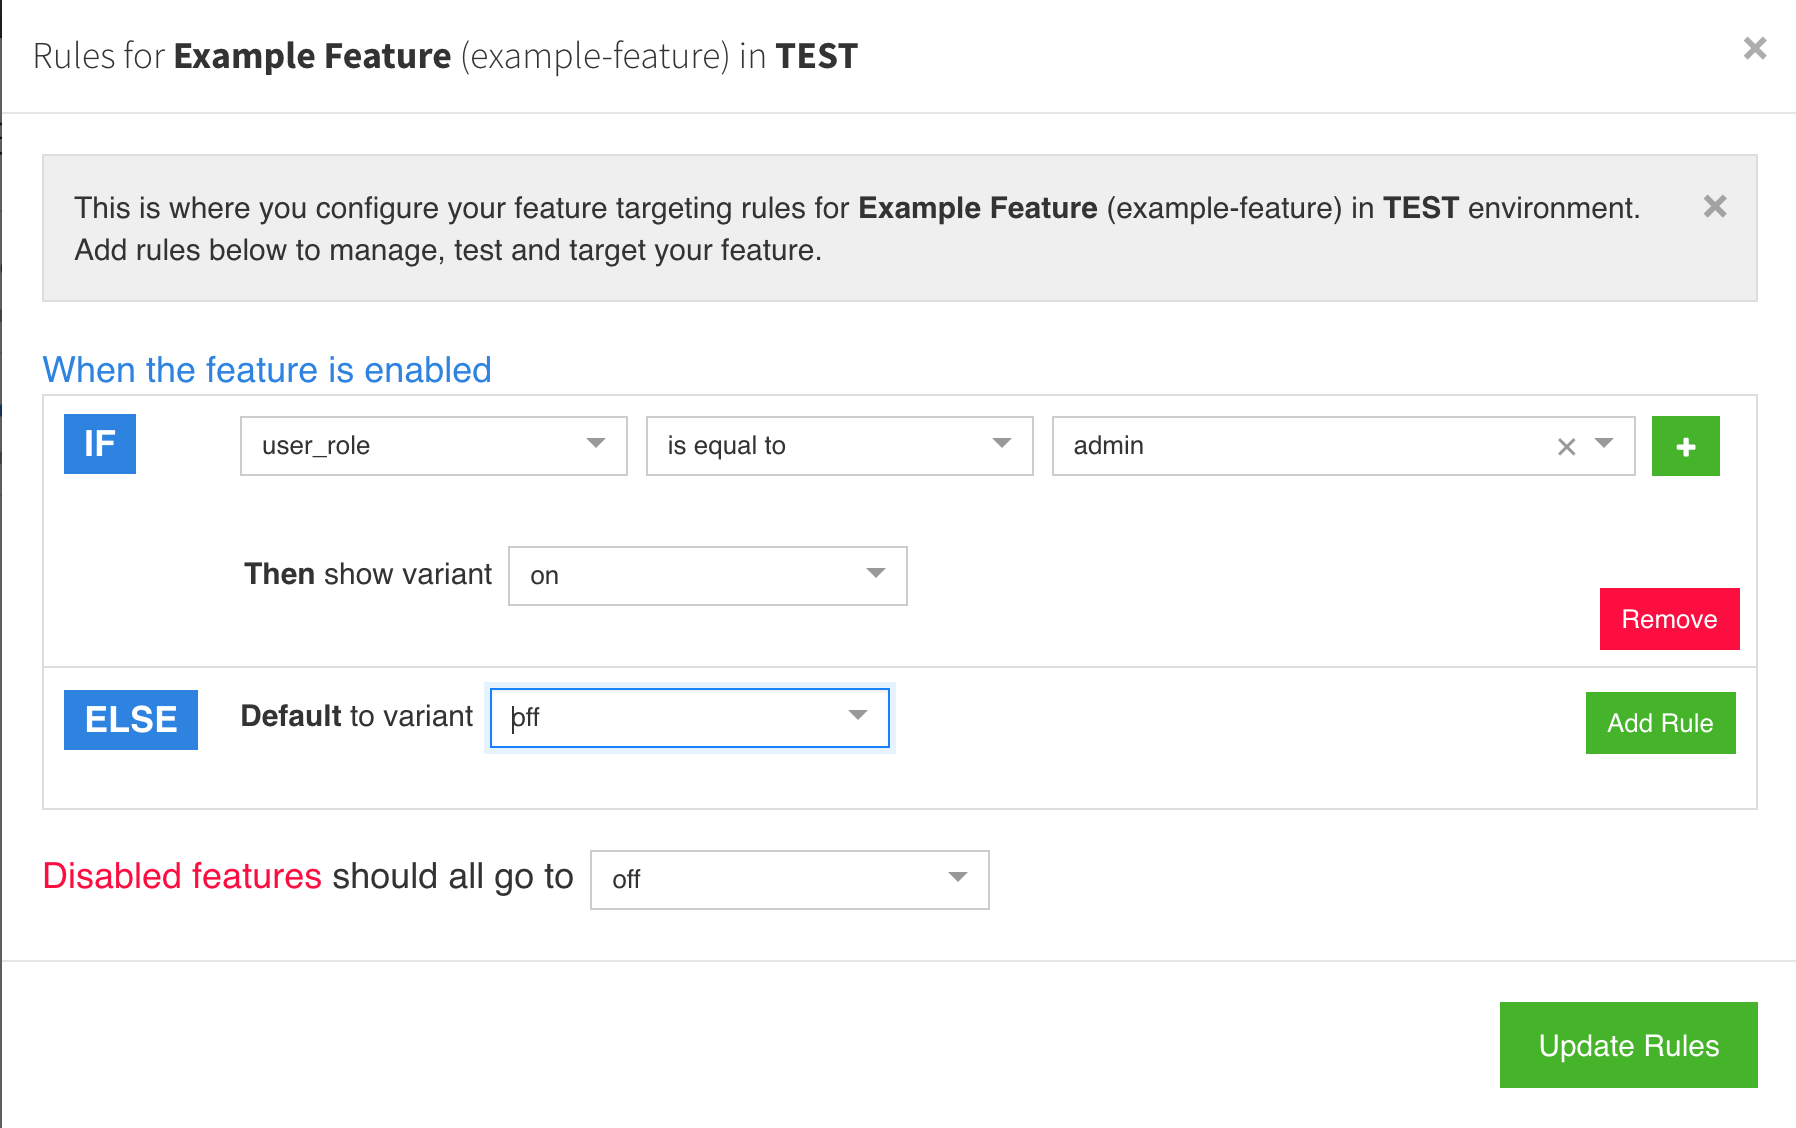 Rules for Example Feature (example-feature) in TEST
This is where you configure your feature targeting rules for Example Feature (example-feature) in TEST environment.
Add rules below to manage, test and target your feature.
When the feature is enabled
IF user_role is equal to admin
Then show variant on
Remove
ELSE Default to variant off Add Rule
Disabled features should all go to off
Update Rules